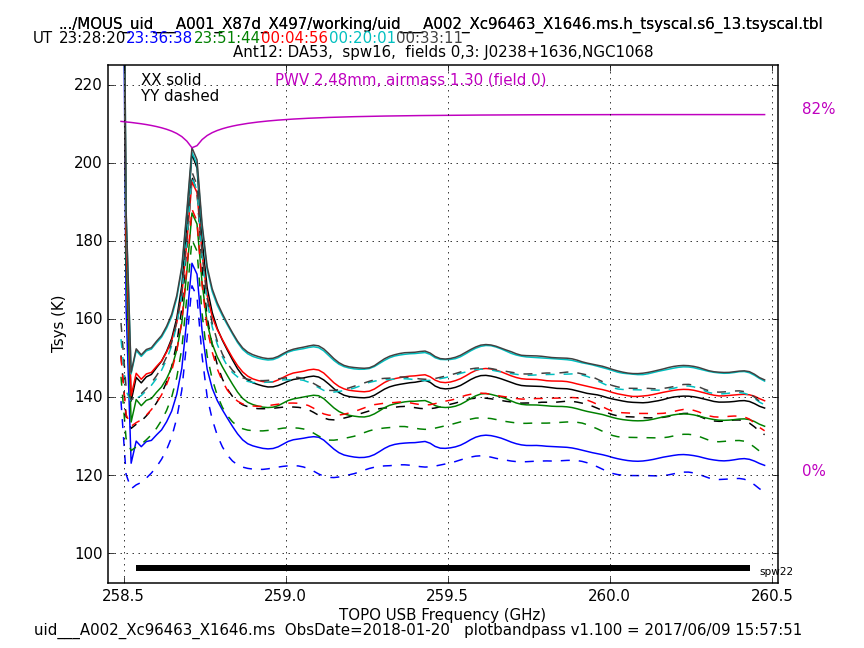 .../MOUS_uid___A001_X87d_X497/working/uid___A002_Xc96463_X1646.ms.h_tsyscal.s6_13.tsyscal.tbl
UT 23:28:20 23:36:38 23:51:44 00:04:56 00:20:01 00:33:11
Ant12: DA53, spw16, fields 0,3: J0238+1636,NGC1068
XX solid
YY dashed
PWV 2.48mm, airmass 1.30 (field 0)
82%
0%
Tsys (K)
220
200
180
160
140
120
100
spw22
258.5 259.0 259.5 260.0 260.5
TOPO USB Frequency (GHz)
uid___A002_Xc96463_X1646.ms ObsDate=2018-01-20 plotbandpass v1.100 = 2017/06/09 15:57:51